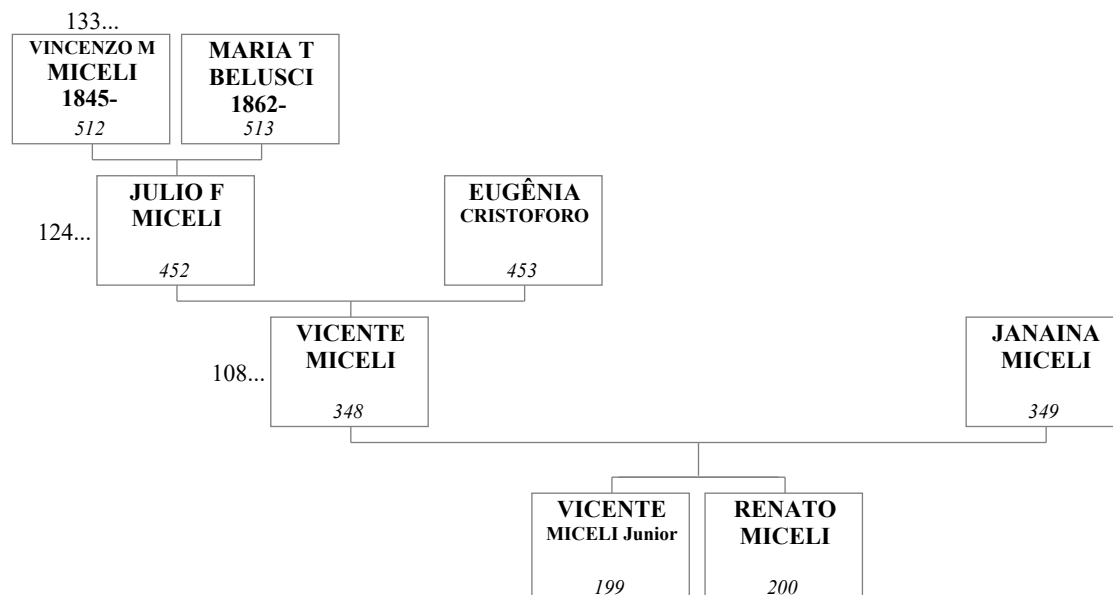 133...
VINCENZO M
MICELI
1845-
512
MARIA T
BELUSCI
1862-
513
124...
JULIO F
MICELI
452
EUGÊNIA
CRISTOFORO
453
108...
VICENTE
MICELI
348
JANAINA
MICELI
349
VICENTE
MICELI Junior
199
RENATO
MICELI
200